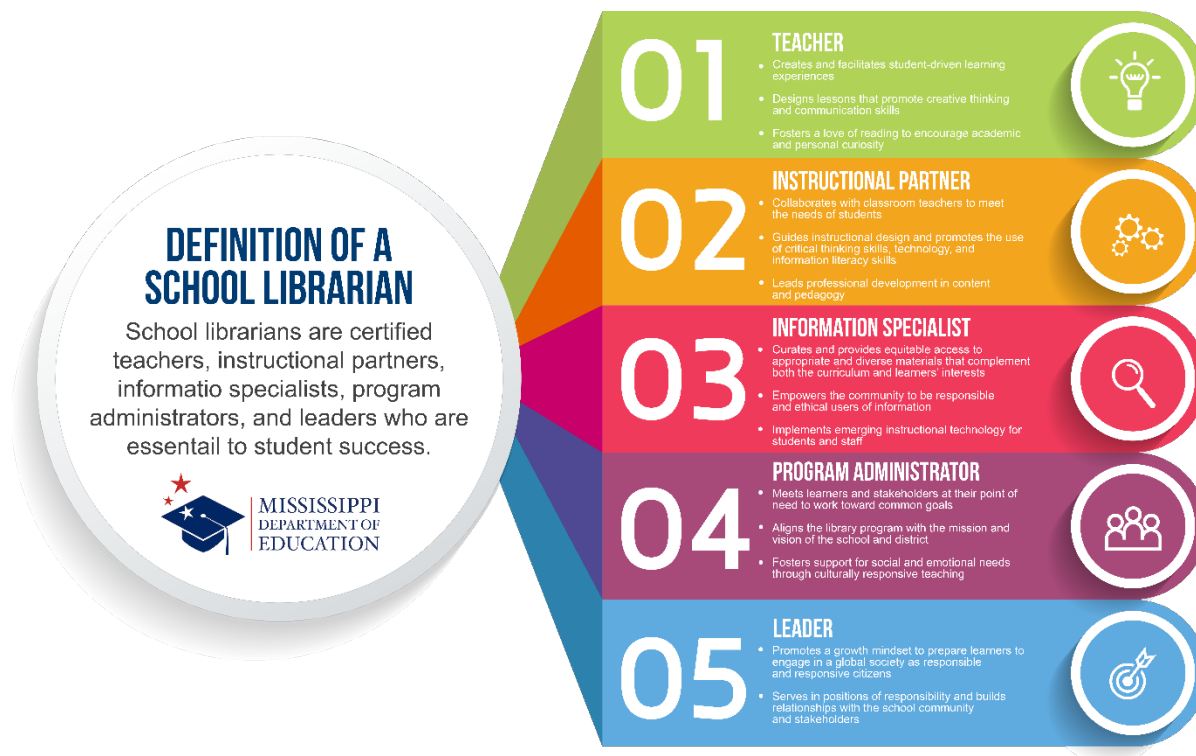 DEFINITION OF A
SCHOOL LIBRARIAN
School librarians are certified
teachers, instructional partners,
informatio specialists, program
administrators, and leaders who are
essentail to student success.
MISSISSIPPI
DEPARTMENT OF
EDUCATION
01
TEACHER
• Creates and facilitates student-driven learning
experiences
• Designs lessons that promote creative thinking
and communication skills
• Fosters a love of reading to encourage academic
and personal curiosity
02
INSTRUCTIONAL PARTNER
• Collaborates with classroom teachers to meet
the needs of students
• Guides instructional design and promotes the use
of critical thinking skills, technology, and
information literacy skills
• Leads professional development in content
and pedagogy
03
INFORMATION SPECIALIST
• Curates and provides equitable access to
appropriate and diverse materials that complement
both the curriculum and learners' interests
• Empowers the community to be responsible
and ethical users of information
• Implements emerging instructional technology for
students and staff
04
PROGRAM ADMINISTRATOR
• Meets learners and stakeholders at their point of
need to work toward common goals
• Aligns the library program with the mission and
vision of the school and district
• Fosters support for social and emotional needs
through culturally responsive teaching
05
LEADER
• Promotes a growth mindset to prepare learners to
engage in a global society as responsible
and responsive citizens
• Serves in positions of responsibility and builds
relationships with the school community
and stakeholders